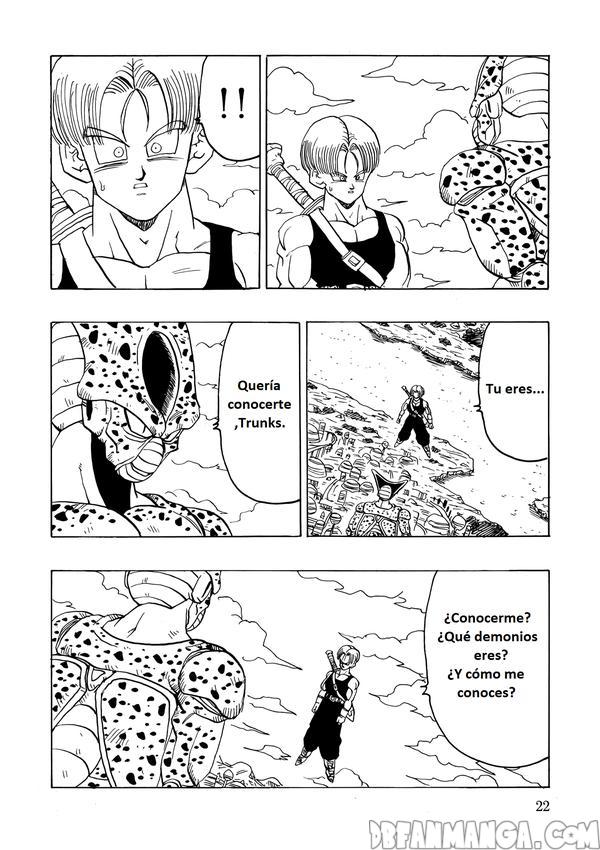 !!
Tu eres...
Quería
conocerte
,Trunks.
¿Conocerme?
¿Qué demonios
eres?
¿Y cómo me
conoces?
22
DBFANMANGA.COM